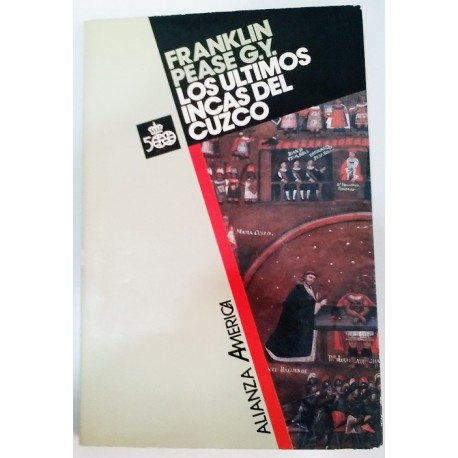 FRANKLIN
PEASE G.Y.
LOS ULTIMOS
INCAS DEL
CUZCO
ALIANZA AMERICA